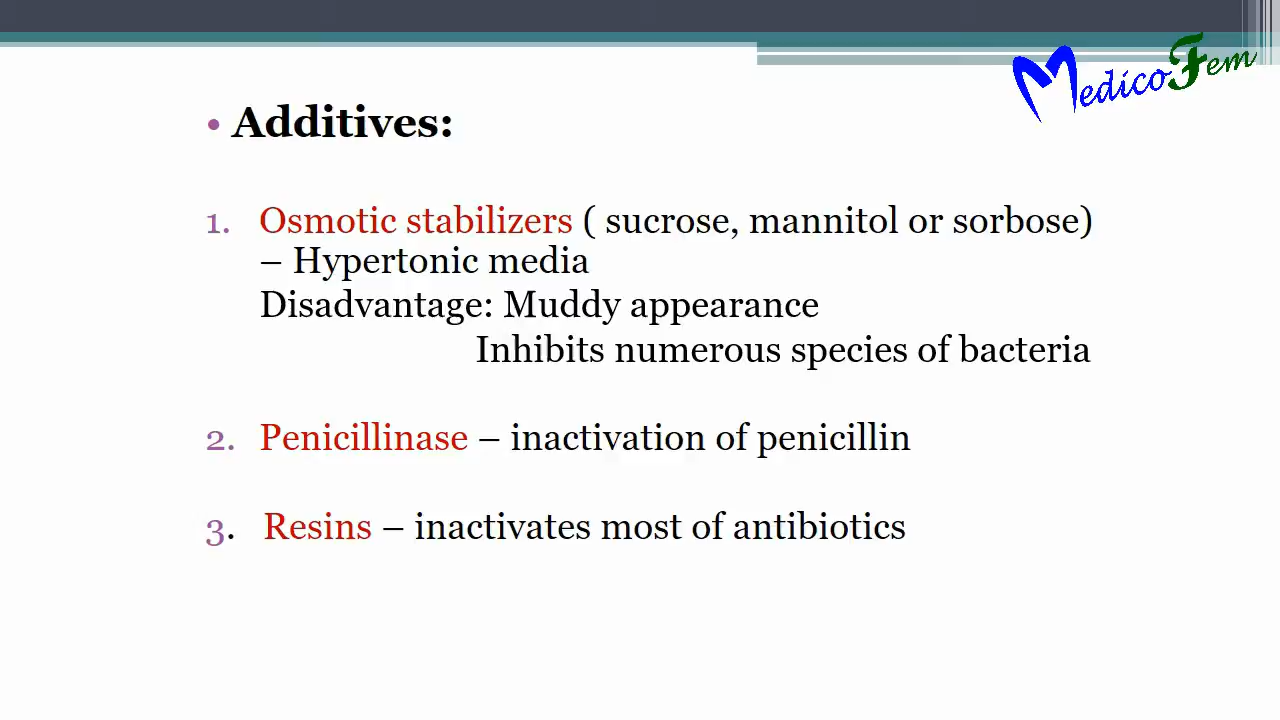 MedicoFem
• Additives:
1. Osmotic stabilizers ( sucrose, mannitol or sorbose)
– Hypertonic media
Disadvantage: Muddy appearance
Inhibits numerous species of bacteria
2. Penicillinase – inactivation of penicillin
3. Resins – inactivates most of antibiotics